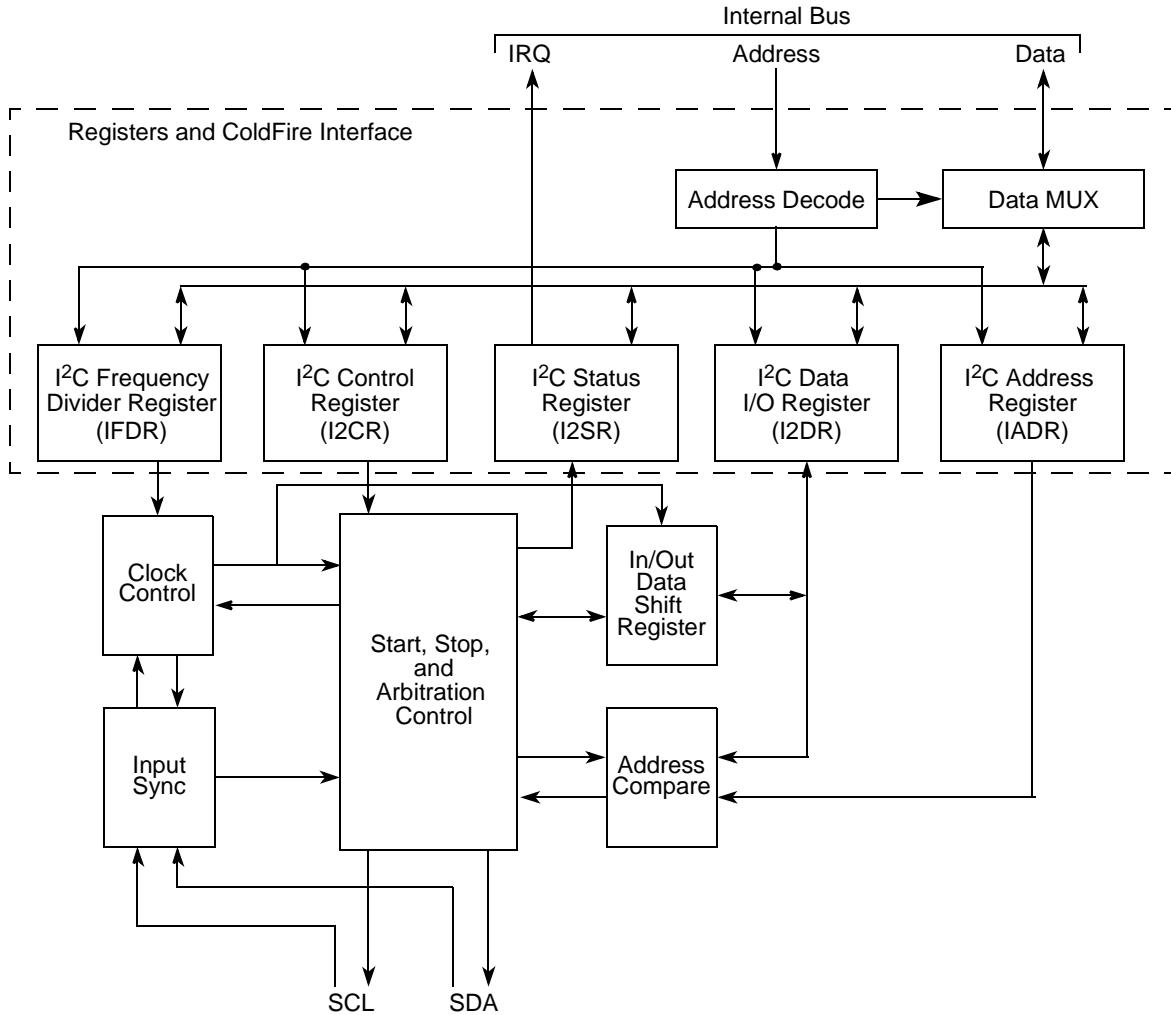 Internal Bus
IRQ
Address
Data
Registers and ColdFire Interface
Address Decode
Data MUX
I²C Frequency
Divider Register
(IFDR)
I²C Control
Register
(I2CR)
I²C Status
Register
(I2SR)
I²C Data
I/O Register
(I2DR)
I²C Address
Register
(IADR)
Clock
Control
Start, Stop,
and
Arbitration
Control
In/Out
Data
Shift
Register
Input
Sync
Address
Compare
SCL
SDA